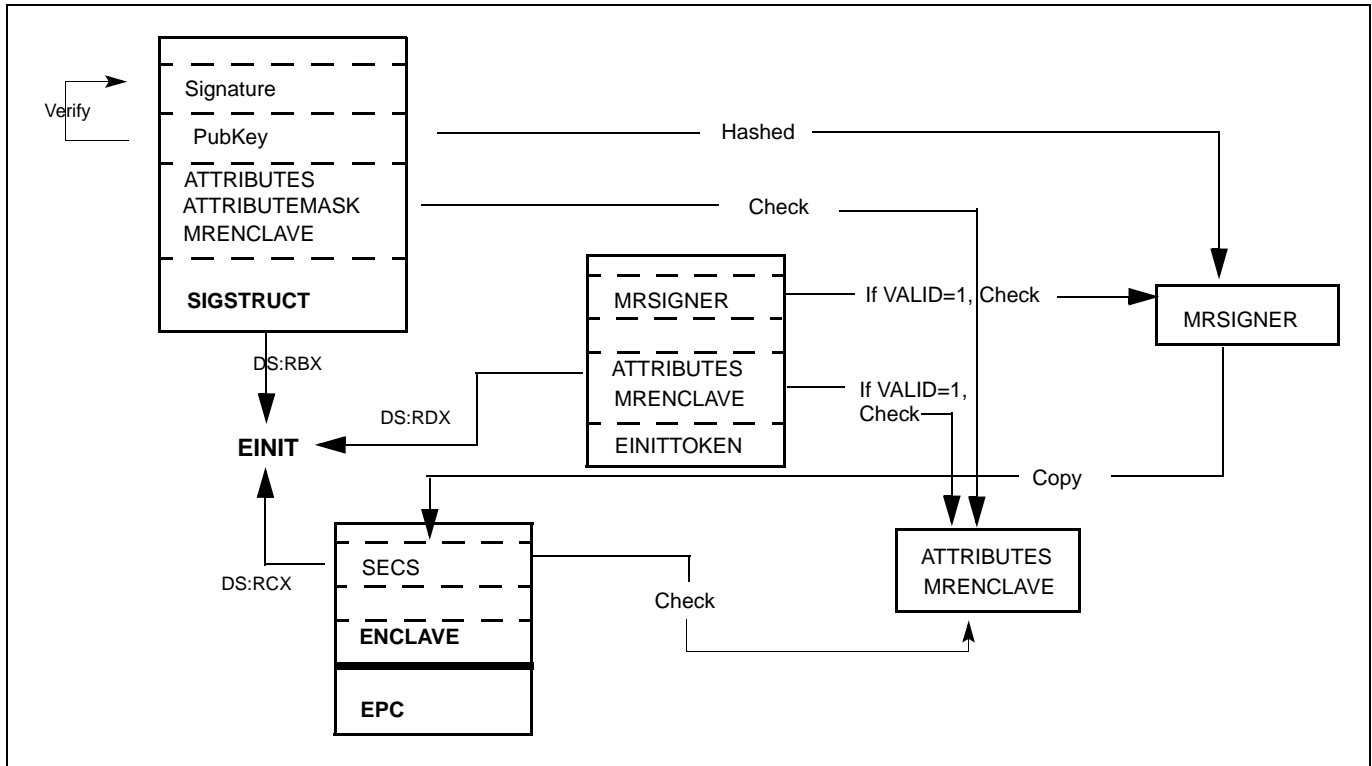 Signature
Verify
PubKey
Hashed
ATTRIBUTES
ATTRIBUTEMASK
MRENCLAVE
Check
SIGSTRUCT
MRSIGNER
If VALID=1, Check
MRSIGNER
DS:RBX
ATTRIBUTES
MRENCLAVE
If VALID=1,
Check
DS:RDX
EINIT
EINITTOKEN
Copy
SECS
DS:RCX
ATTRIBUTES
MRENCLAVE
Check
ENCLAVE
EPC